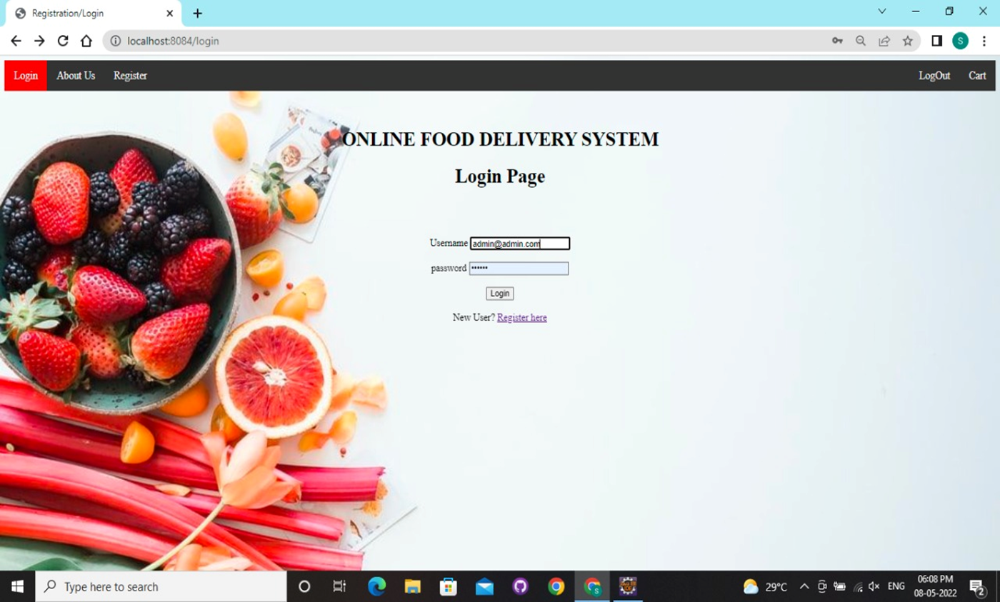 Registration/Login
localhost:8084/login
S
Login About Us Register LogOut Cart
ONLINE FOOD DELIVERY SYSTEM
Login Page
Username admin@admin.com
password ••••••
Login
New User? Register here
Type here to search
S
29°C
ENG
06:08 PM
08-05-2022
2